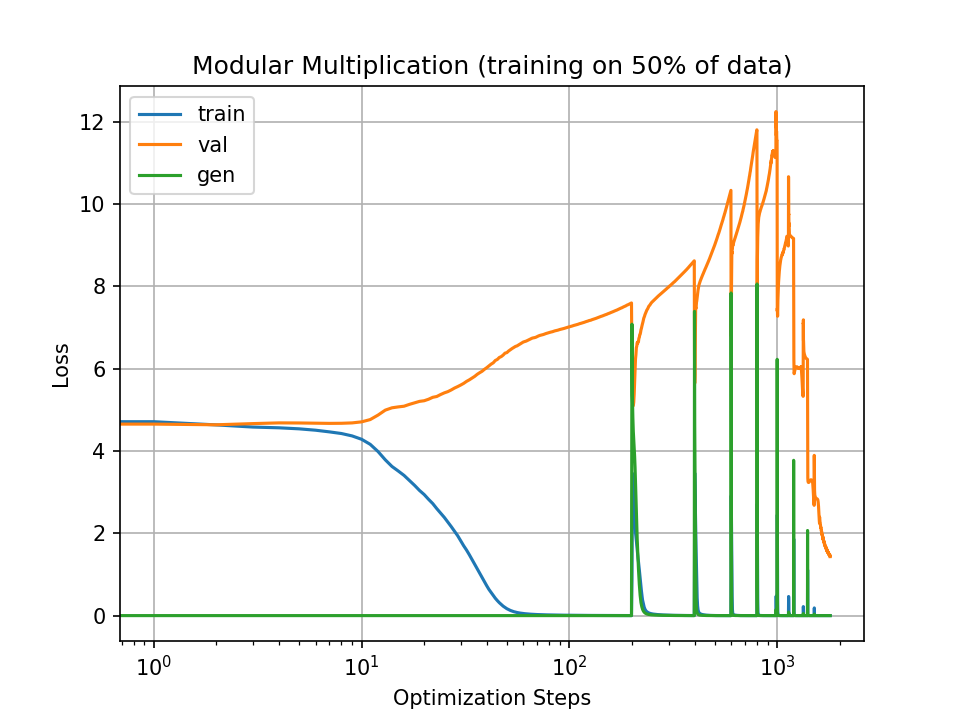 Modular Multiplication (training on 50% of data)
train
val
gen
12
10
8
6
4
2
0
Loss
10⁰
10¹
10²
10³
Optimization Steps